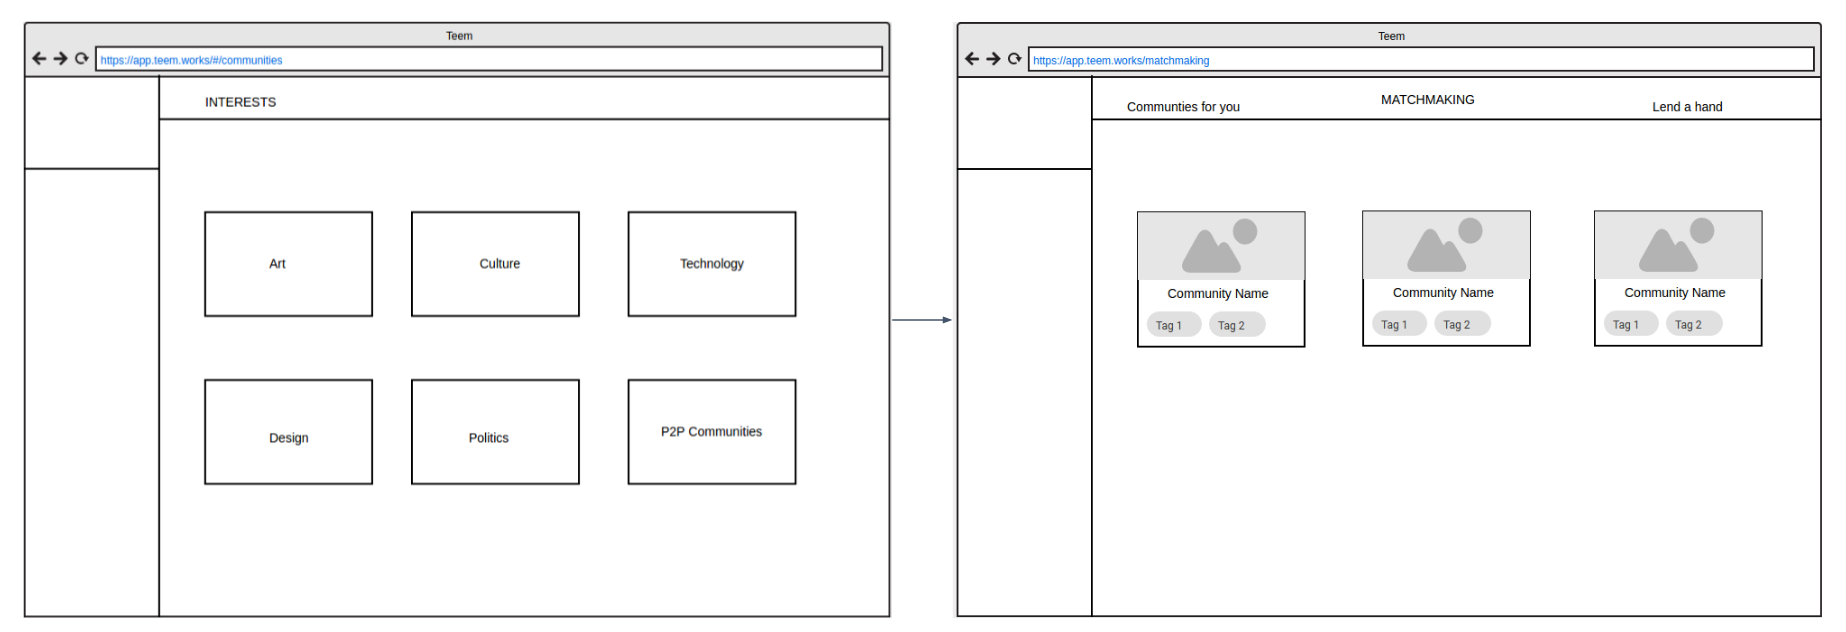 Teem
https://app.teem.works/#/communities
INTERESTS
Art
Culture
Technology
Design
Politics
P2P Communities
Teem
https://app.teem.works/matchmaking
Communties for you
MATCHMAKING
Lend a hand
Community Name
Tag 1
Tag 2
Community Name
Tag 1
Tag 2
Community Name
Tag 1
Tag 2